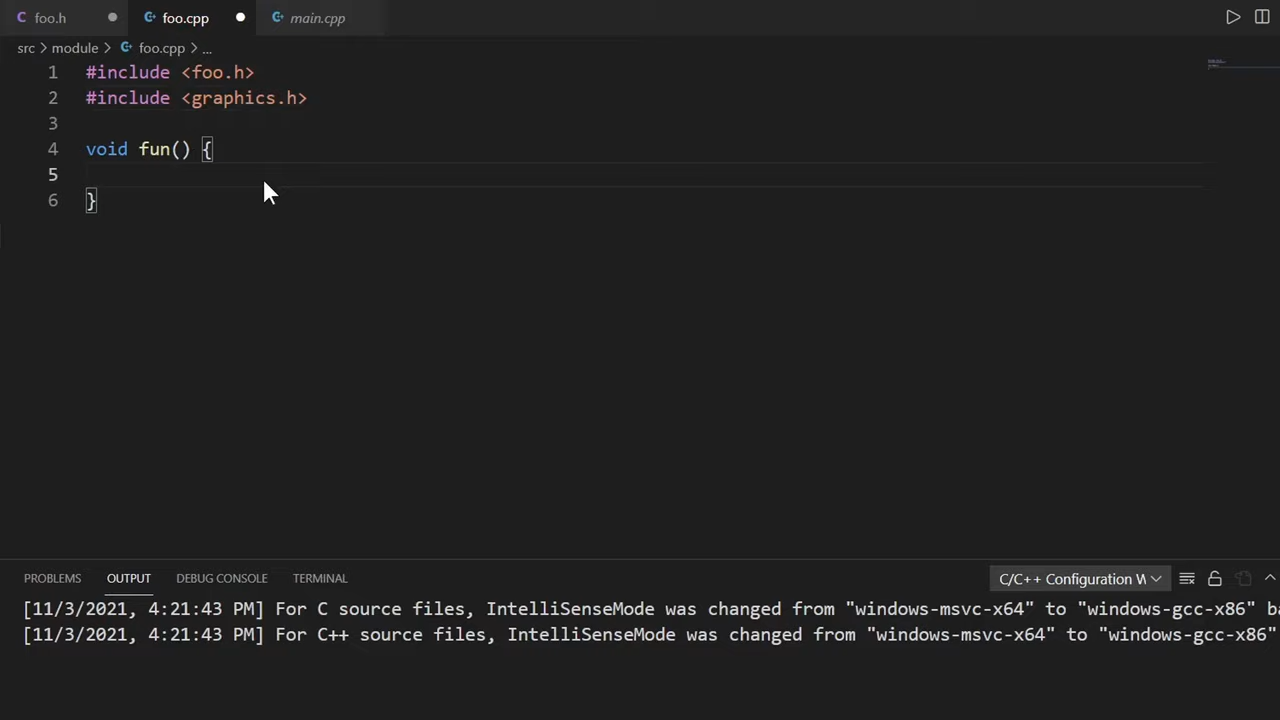 foo.h foo.cpp main.cpp
src > module > foo.cpp > ...
1 #include <foo.h>
2 #include <graphics.h>
3
4 void fun() {
5
6 }
PROBLEMS OUTPUT DEBUG CONSOLE TERMINAL C/C++ Configuration W
[11/3/2021, 4:21:43 PM] For C source files, IntelliSenseMode was changed from "windows-msvc-x64" to "windows-gcc-x86" ba
[11/3/2021, 4:21:43 PM] For C++ source files, IntelliSenseMode was changed from "windows-msvc-x64" to "windows-gcc-x86"